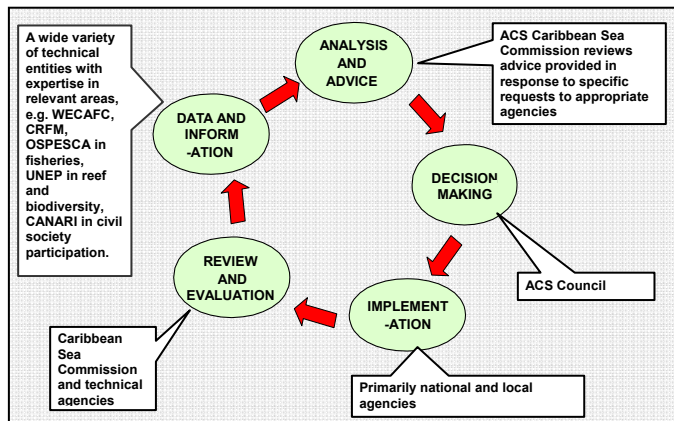 A wide
variety of
technical
entities with
expertise in
relevant areas,
e.g. WECAFC,
CRFM,
OSPESCA in
fisheries,
UNEP in reef
and
biodiversity,
CANARI in civil
society
participation.
ANALYSIS
AND
ADVICE
ACS Caribbean Sea
Commission reviews
advice provided in
response to specific
requests to appropriate
agencies
DATA AND
INFORM
-ATION
DECISION
MAKING
ACS Council
REVIEW
AND
EVALUATION
IMPLEMENT
-ATION
Caribbean
Sea
Commission
and technical
agencies
Primarily national and local
agencies